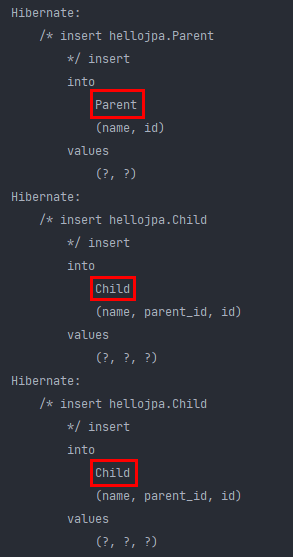 Hibernate:
/* insert hellojpa.Parent
*/ insert
into
Parent
(name, id)
values
(?, ?)
Hibernate:
/* insert hellojpa.Child
*/ insert
into
Child
(name, parent_id, id)
values
(?, ?, ?)
Hibernate:
/* insert hellojpa.Child
*/ insert
into
Child
(name, parent_id, id)
values
(?, ?, ?)